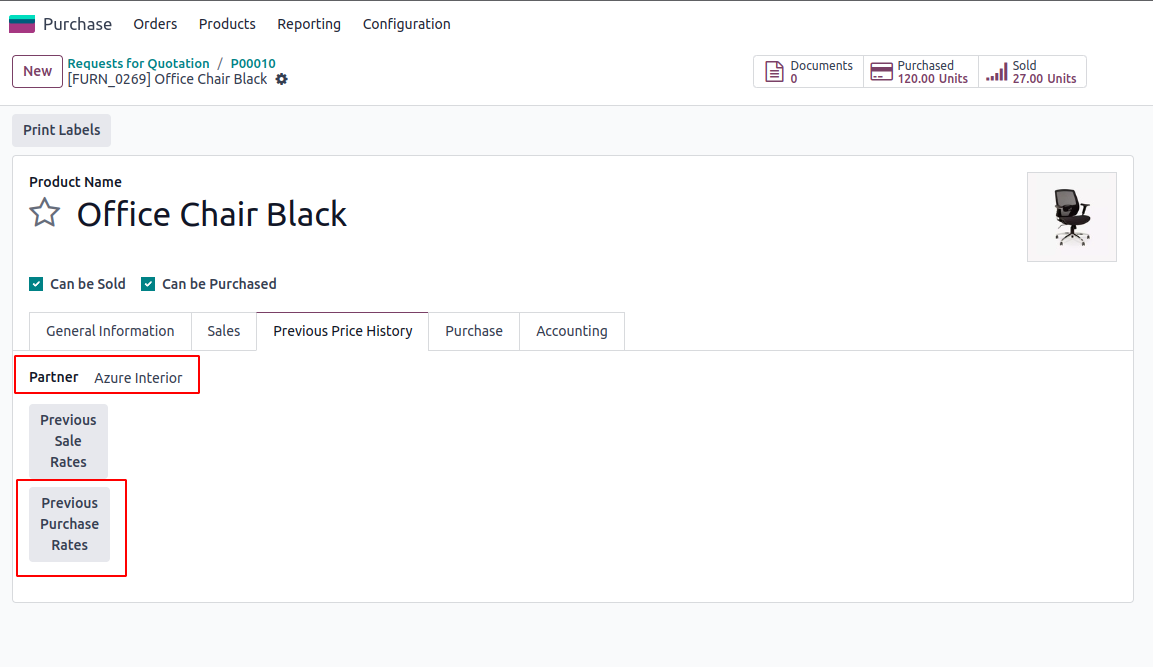 Purchase Orders Products Reporting Configuration
New
Requests for Quotation / P00010
[FURN_0269] Office Chair Black
Documents
0
Purchased
120.00 Units
Sold
27.00 Units
Print Labels
Product Name
Office Chair Black
Can be Sold Can be Purchased
General Information Sales Previous Price History Purchase Accounting
Partner Azure Interior
Previous
Sale
Rates
Previous
Purchase
Rates